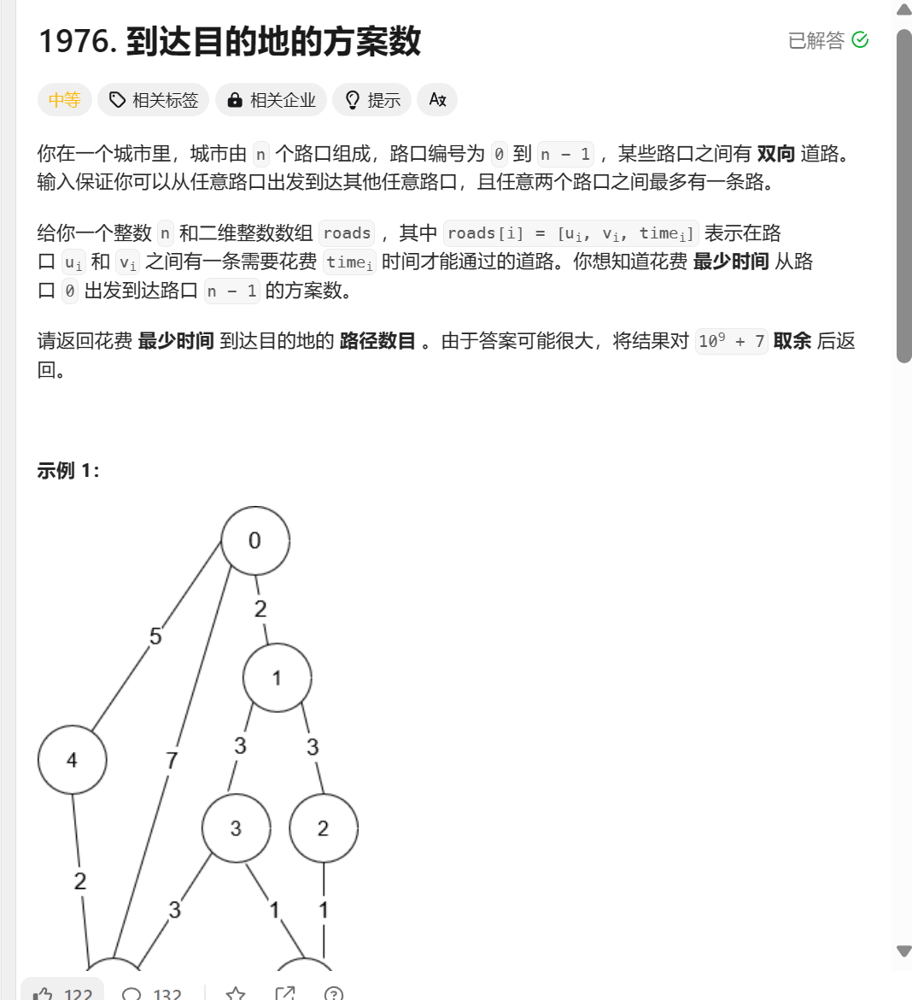 1976. 到达目的地的方案数
已解答
中等 相关标签 相关企业 提示
你在一个城市里，城市由 n 个路口组成，路口编号为 0 到 n - 1 ，某些路口之间有 双向 道路。
输入保证你可以从任意路口出发到达其他任意路口，且任意两个路口之间最多有一条路。
给你一个整数 n 和二维整数数组 roads ，其中 roads[i] = [uᵢ, vᵢ, timeᵢ] 表示在路
口 uᵢ 和 vᵢ 之间有一条需要花费 timeᵢ 时间才能通过的道路。你想知道花费 最少时间 从路
口 0 出发到达路口 n - 1 的方案数。
请返回花费 最少时间 到达目的地的 路径数目 。由于答案可能很大，将结果对 10⁹ + 7 取余 后返
回。
示例 1：
0
2
5
1
3 3
4 7
3 2
2
3 1 1
122 132